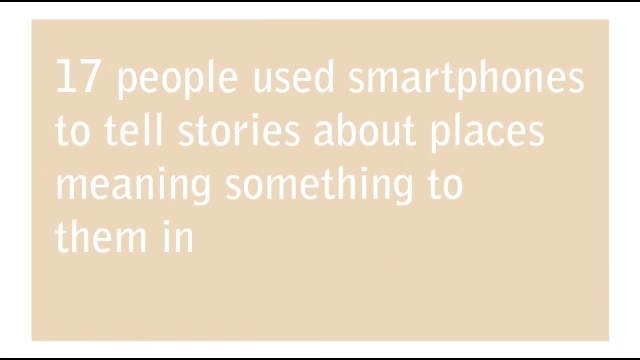 17 people used smartphones
to tell stories about places
meaning something to
them in